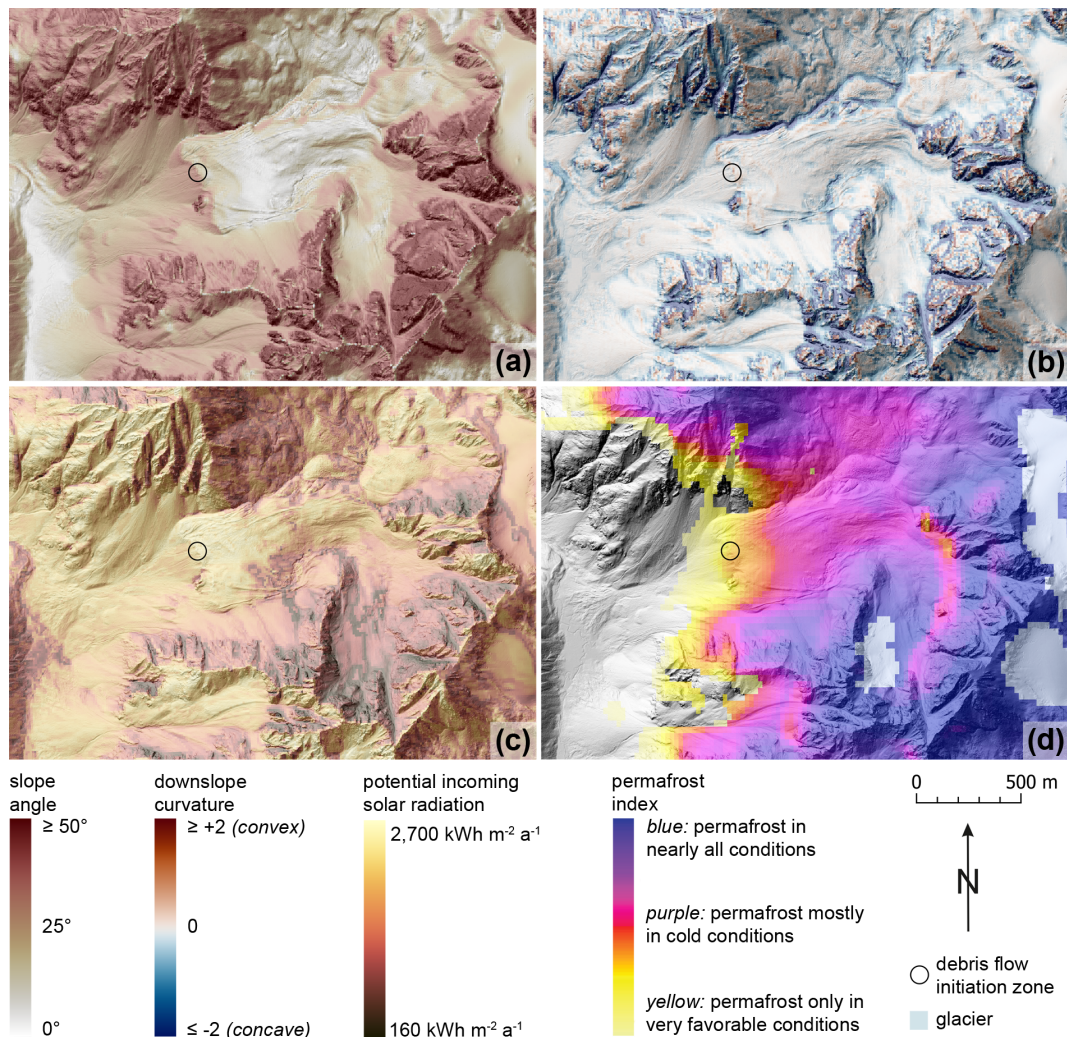 (a)
(b)
(c)
(d)
slope
angle
≥ 50°
25°
0°
downslope
curvature
≥ +2 (convex)
0
≤ -2 (concave)
potential incoming
solar radiation
2,700 kWh m-2 a-1
160 kWh m-2 a-1
permafrost
index
blue: permafrost in
nearly all conditions
purple: permafrost mostly
in cold conditions
yellow: permafrost only in
very favorable conditions
0 500 m
N
debris flow
initiation zone
glacier